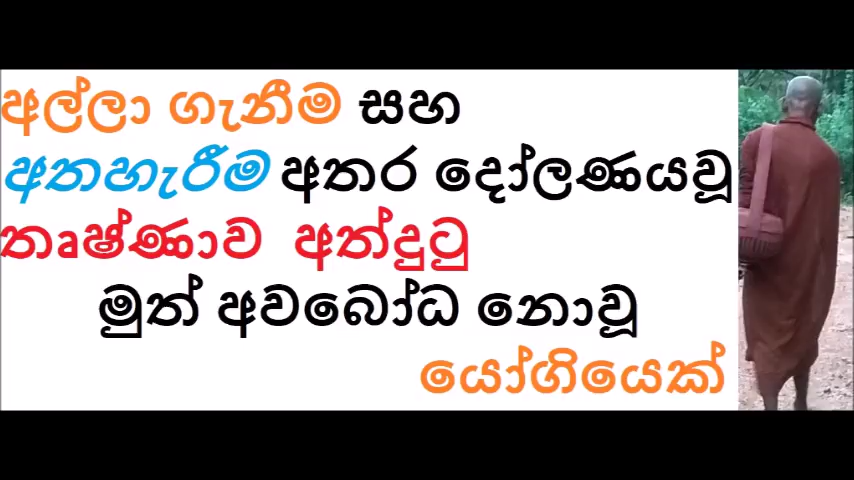 අල්ලා ගැනීම සහ
අතහැරීම අතර දෝලණයවූ
තෘෂ්ණාව අත්දුටු
මුත් අවබෝධ නොවූ
යෝගියෙක්